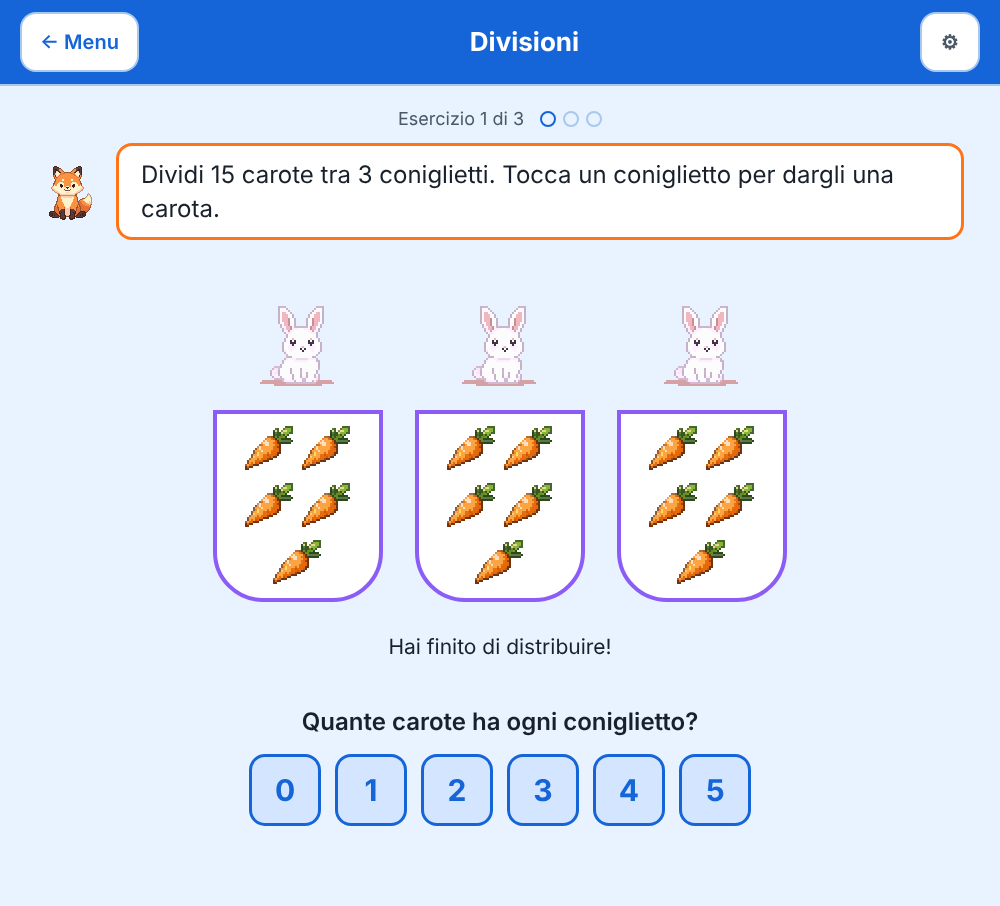 ← Menu
Divisioni
⚙
Esercizio 1 di 3
Dividi 15 carote tra 3 coniglietti. Tocca un coniglietto per dargli una
carota.
Hai finito di distribuire!
Quante carote ha ogni coniglietto?
0 1 2 3 4 5